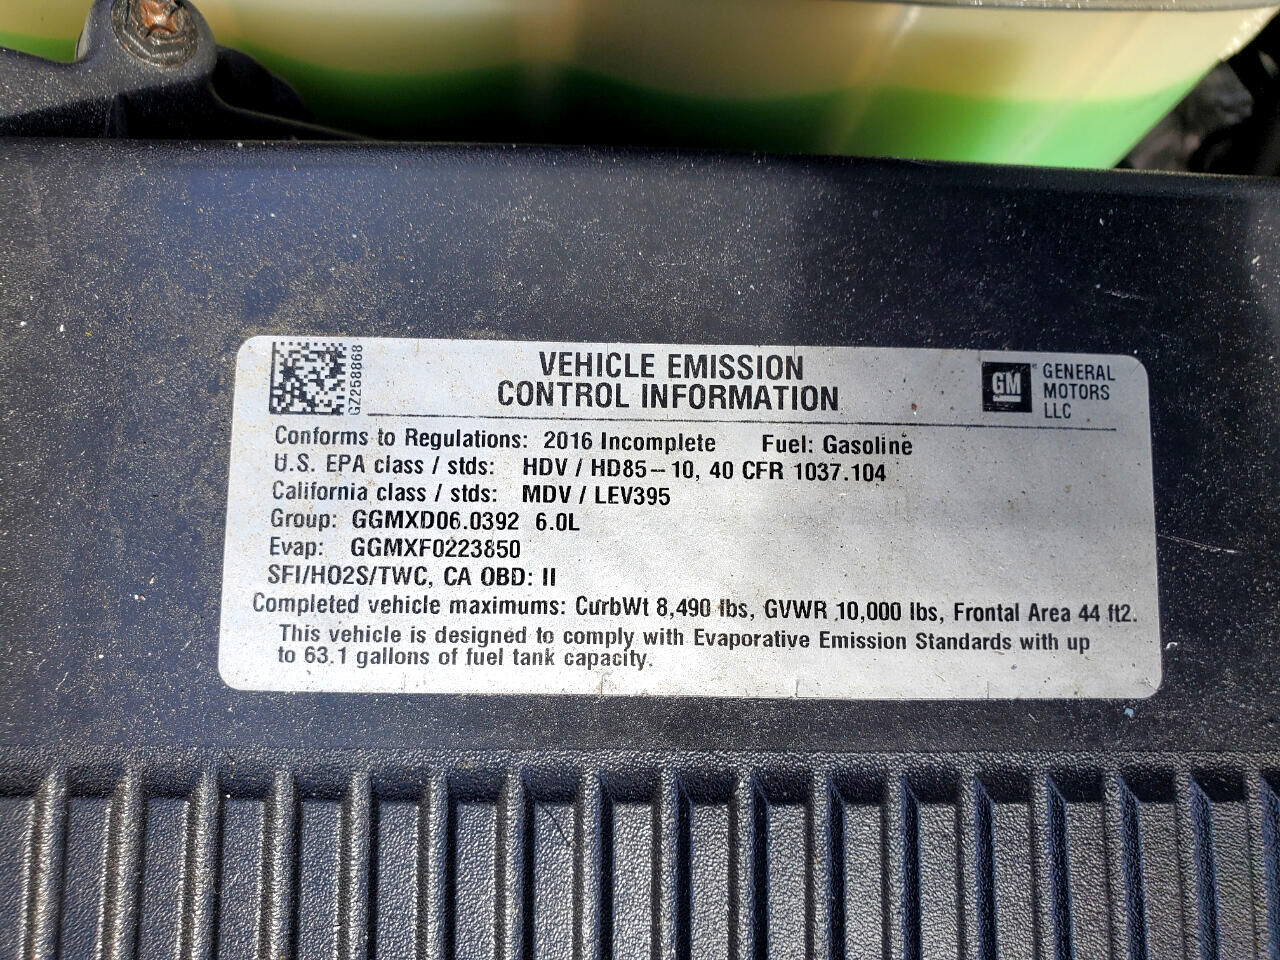 GZ258868
VEHICLE EMISSION
CONTROL INFORMATION
GM
GENERAL
MOTORS
LLC
Conforms to Regulations: 2016 Incomplete Fuel: Gasoline
U.S. EPA class / stds: HDV / HD85-10, 40 CFR 1037.104
California class / stds: MDV / LEV395
Group: GGMXD06.0392 6.0L
Evap: GGMXF0223850
SFI/HO2S/TWC, CA OBD: II
Completed vehicle maximums: CurbWt 8,490 lbs, GVWR 10,000 lbs, Frontal Area 44 ft2.
This vehicle is designed to comply with Evaporative Emission Standards with up
to 63.1 gallons of fuel tank capacity.